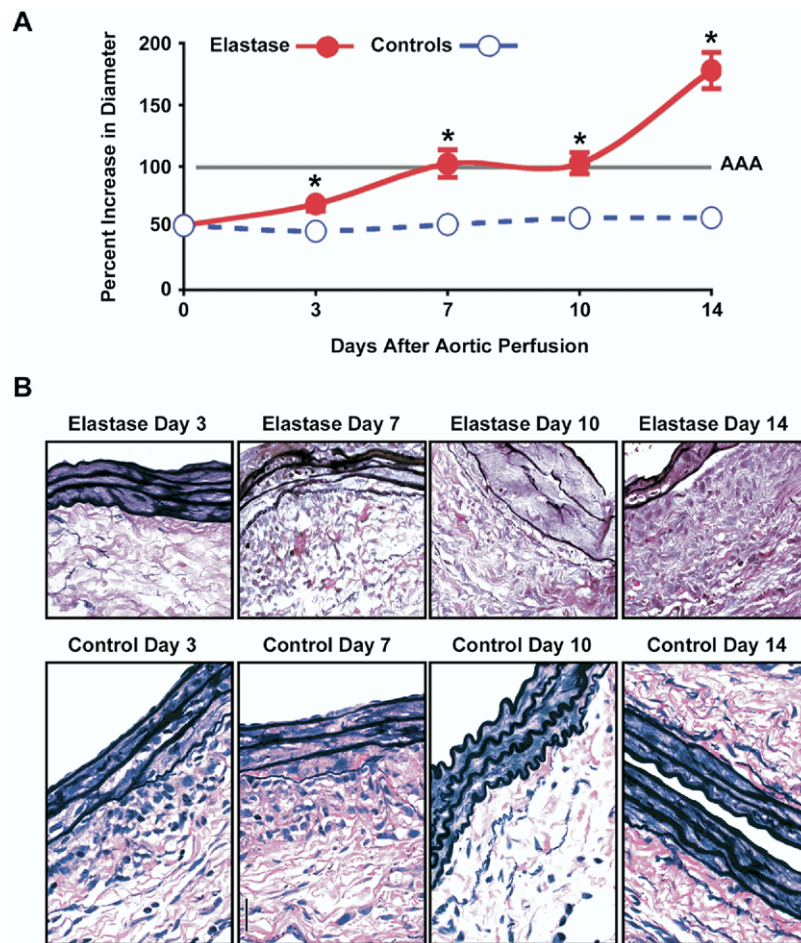 A
Elastase Controls
200
150
100
50
0
Percent Increase in Diameter
* * * *
AAA
0 3 7 10 14
Days After Aortic Perfusion
B
Elastase Day 3 Elastase Day 7 Elastase Day 10 Elastase Day 14
Control Day 3 Control Day 7 Control Day 10 Control Day 14